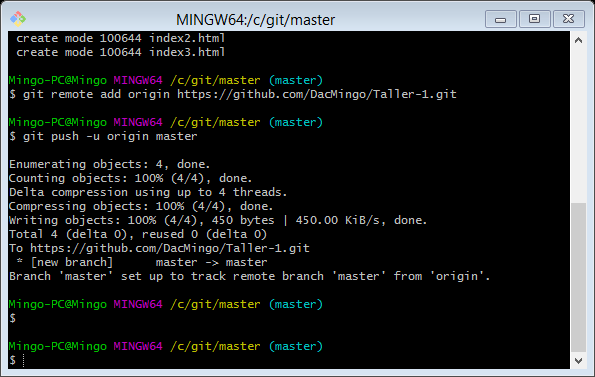 MINGW64:/c/git/master
create mode 100644 index2.html
create mode 100644 index3.html
Mingo-PC@Mingo MINGW64 /c/git/master (master)
$ git remote add origin https://github.com/DacMingo/Taller-1.git
Mingo-PC@Mingo MINGW64 /c/git/master (master)
$ git push -u origin master
Enumerating objects: 4, done.
Counting objects: 100% (4/4), done.
Delta compression using up to 4 threads.
Compressing objects: 100% (4/4), done.
Writing objects: 100% (4/4), 450 bytes | 450.00 KiB/s, done.
Total 4 (delta 0), reused 0 (delta 0)
To https://github.com/DacMingo/Taller-1.git
* [new branch]      master -> master
Branch 'master' set up to track remote branch 'master' from 'origin'.
Mingo-PC@Mingo MINGW64 /c/git/master (master)
$
Mingo-PC@Mingo MINGW64 /c/git/master (master)
$